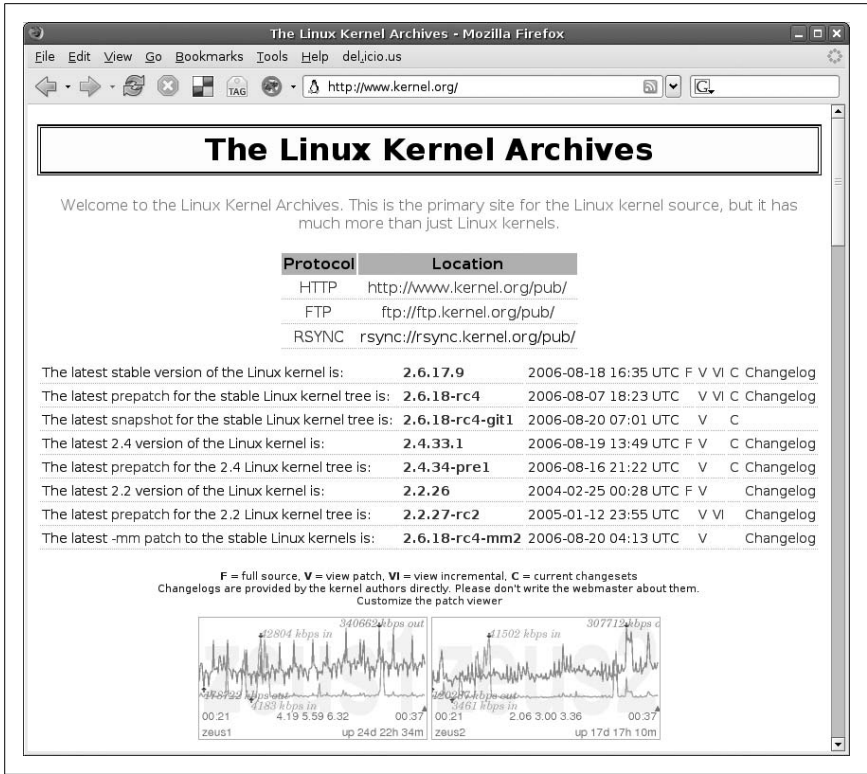 The Linux Kernel Archives - Mozilla Firefox
File Edit View Go Bookmarks Tools Help del.icio.us
TAG http://www.kernel.org/ G
The Linux Kernel Archives
Welcome to the Linux Kernel Archives. This is the primary site for the Linux kernel source, but it has
much more than just Linux kernels.
Protocol Location
HTTP http://www.kernel.org/pub/
FTP ftp://ftp.kernel.org/pub/
RSYNC rsync://rsync.kernel.org/pub/
The latest stable version of the Linux kernel is: 2.6.17.9 2006-08-18 16:35 UTC F V VI C Changelog
The latest prepatch for the stable Linux kernel tree is: 2.6.18-rc4 2006-08-07 18:23 UTC V VI C Changelog
The latest snapshot for the stable Linux kernel tree is: 2.6.18-rc4-git1 2006-08-20 07:01 UTC V C
The latest 2.4 version of the Linux kernel is: 2.4.33.1 2006-08-19 13:49 UTC F V C Changelog
The latest prepatch for the 2.4 Linux kernel tree is: 2.4.34-pre1 2006-08-16 21:22 UTC V C Changelog
The latest 2.2 version of the Linux kernel is: 2.2.26 2004-02-25 00:28 UTC F V Changelog
The latest prepatch for the 2.2 Linux kernel tree is: 2.2.27-rc2 2005-01-12 23:55 UTC V VI Changelog
The latest -mm patch to the stable Linux kernels is: 2.6.18-rc4-mm2 2006-08-20 04:13 UTC V Changelog
F = full source, V = view patch, VI = view incremental, C = current changesets
Changelogs are provided by the kernel authors directly. Please don't write the webmaster about them.
Customize the patch viewer
340662 kbps out 307712 kbps
42804 kbps in 41502 kbps in
kbps out kbps out
4183 kbps in 3461 kbps in
00:21 4.19 5.59 6.32 00:37 00:21 2.06 3.00 3.36 00:37
zeus1 up 24d 22h 34m zeus2 up 17d 17h 10m
zeus1 zeus2